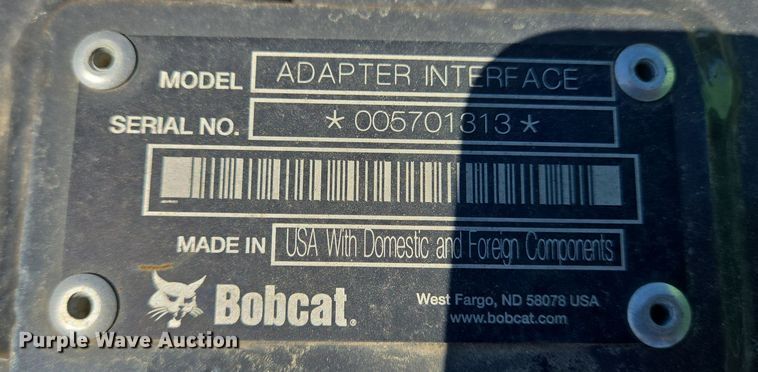 MODEL ADAPTER INTERFACE
SERIAL NO. *005701313*
MADE IN USA With Domestic and Foreign Components
Bobcat.
West Fargo, ND 58078 USA
www.bobcat.com
Purple Wave Auction